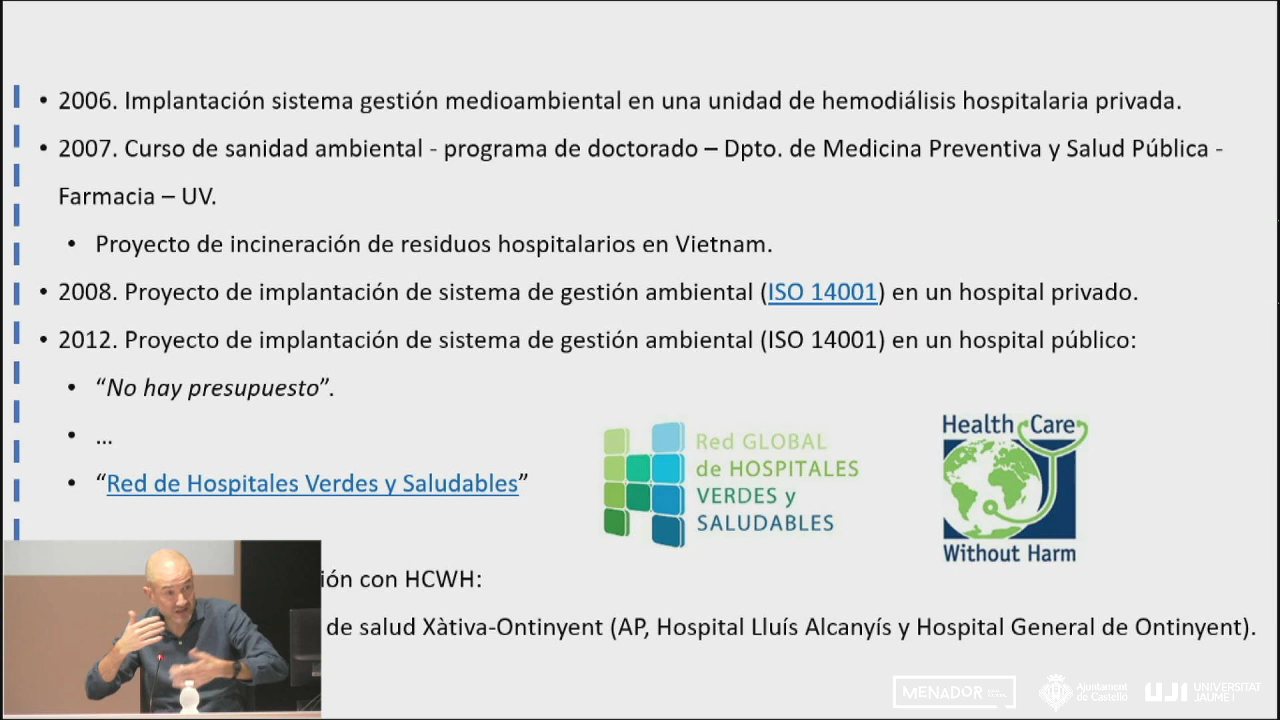 • 2006. Implantación sistema gestión medioambiental en una unidad de hemodiálisis hospitalaria privada.
• 2007. Curso de sanidad ambiental - programa de doctorado – Dpto. de Medicina Preventiva y Salud Pública -
Farmacia – UV.
• Proyecto de incineración de residuos hospitalarios en Vietnam.
• 2008. Proyecto de implantación de sistema de gestión ambiental (ISO 14001) en un hospital privado.
• 2012. Proyecto de implantación de sistema de gestión ambiental (ISO 14001) en un hospital público:
• “No hay presupuesto”.
• ...
• “Red de Hospitales Verdes y Saludables”
Red GLOBAL
de HOSPITALES
VERDES y
SALUDABLES
Health Care
Without Harm
ión con HCWH:
de salud Xàtiva-Ontinyent (AP, Hospital Lluís Alcanyís y Hospital General de Ontinyent).
MENADOR
Ajuntament
de Castelló
UJI UNIVERSITAT
JAUME I